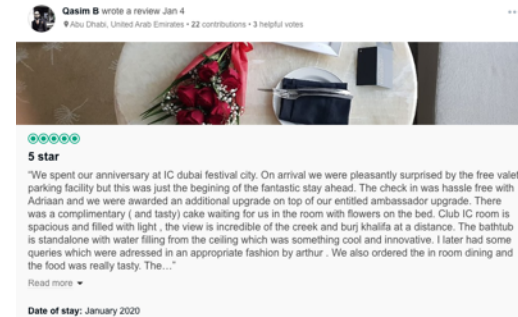 Qasim B wrote a review Jan 4
Abu Dhabi, United Arab Emirates • 22 contributions • 3 helpful votes
5 star
"We spent our anniversary at IC dubai festival city. On arrival we were pleasantly surprised by the free valet
parking facility but this was just the begining of the fantastic stay ahead. The check in was hassle free with
Adriaan and we were awarded an additional upgrade on top of our entitled ambassador upgrade. There
was a complimentary ( and tasty) cake waiting for us in the room with flowers on the bed. Club IC room is
spacious and filled with light , the view is incredible of the creek and burj khalifa at a distance. The bathtub
is standalone with water filling from the ceiling which was something cool and innovative. I later had some
queries which were adressed in an appropriate fashion by arthur . We also ordered the in room dining and
the food was really tasty. The…"
Read more
Date of stay: January 2020